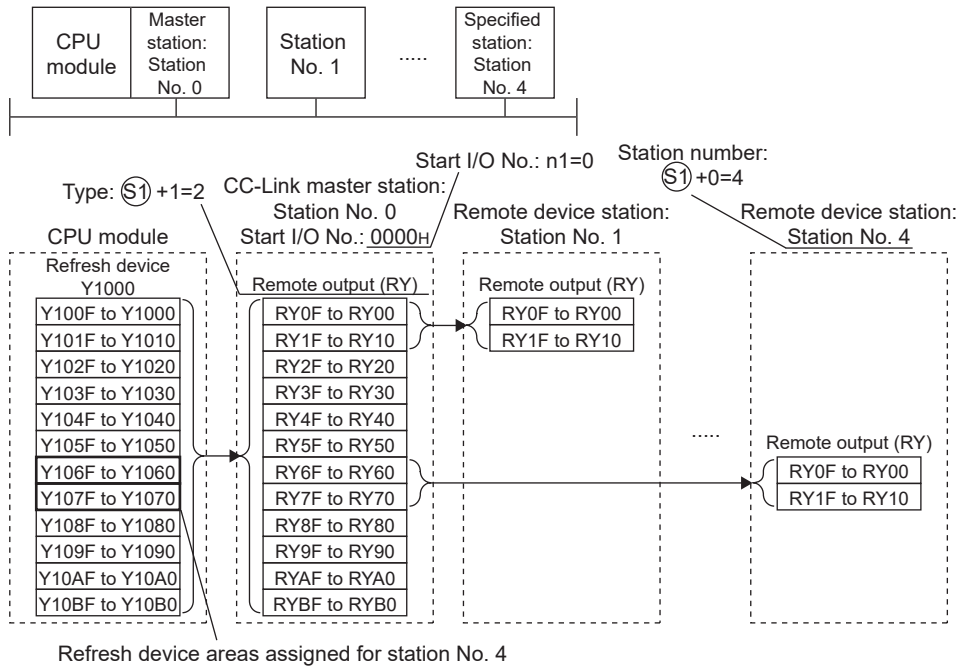 CPU
module
Master
station:
Station
No. 0
Station
No. 1
.....
Specified
station:
Station
No. 4
Start I/O No.: n1=0
Station number:
S1 +0=4
Type: S1 +1=2
CC-Link master station:
Station No. 0
Start I/O No.: 0000H
Remote device station:
Station No. 1
Remote device station:
Station No. 4
CPU module
Refresh device
Y1000
Y100F to Y1000
Y101F to Y1010
Y102F to Y1020
Y103F to Y1030
Y104F to Y1040
Y105F to Y1050
Y106F to Y1060
Y107F to Y1070
Y108F to Y1080
Y109F to Y1090
Y10AF to Y10A0
Y10BF to Y10B0
Remote output (RY)
RY0F to RY00
RY1F to RY10
RY2F to RY20
RY3F to RY30
RY4F to RY40
RY5F to RY50
RY6F to RY60
RY7F to RY70
RY8F to RY80
RY9F to RY90
RYAF to RYA0
RYBF to RYB0
Remote output (RY)
RY0F to RY00
RY1F to RY10
.....
Remote output (RY)
RY0F to RY00
RY1F to RY10
Refresh device areas assigned for station No. 4